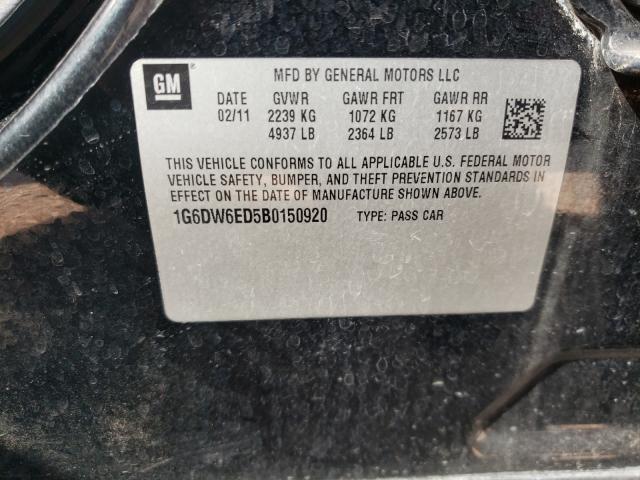 GM ®
MFD BY GENERAL MOTORS LLC
DATE GVWR GAWR FRT GAWR RR
02/11 2239 KG 1072 KG 1167 KG
4937 LB 2364 LB 2573 LB
THIS VEHICLE CONFORMS TO ALL APPLICABLE U.S. FEDERAL MOTOR
VEHICLE SAFETY, BUMPER, AND THEFT PREVENTION STANDARDS IN
EFFECT ON THE DATE OF MANUFACTURE SHOWN ABOVE.
1G6DW6ED5B0150920 TYPE: PASS CAR